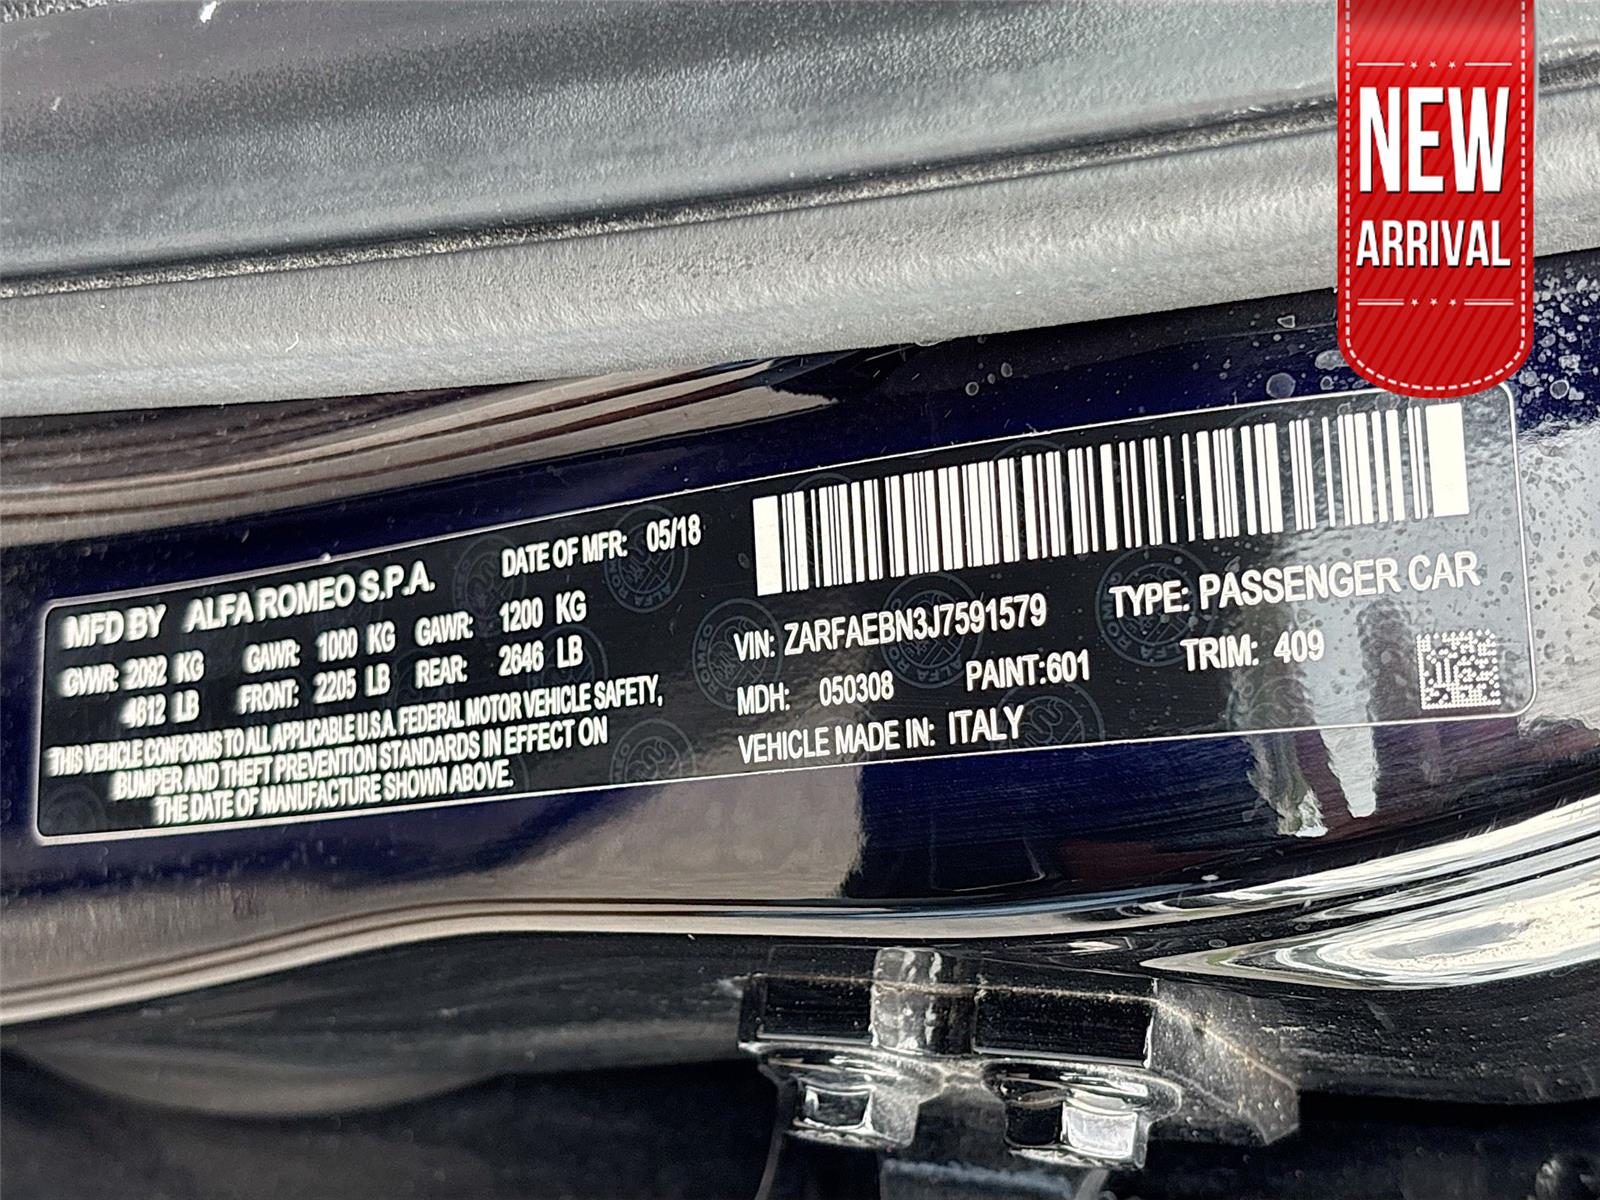 NEW
ARRIVAL
MFD BY ALFA ROMEO S.P.A. DATE OF MFR: 05/18
GVWR: 2092 KG GAWR: 1000 KG GAWR: 1200 KG
4612 LB FRONT: 2205 LB REAR: 2646 LB
THIS VEHICLE CONFORMS TO ALL APPLICABLE U.S.A. FEDERAL MOTOR VEHICLE SAFETY,
BUMPER AND THEFT PREVENTION STANDARDS IN EFFECT ON
THE DATE OF MANUFACTURE SHOWN ABOVE.
VIN: ZARFAEBN3J7591579 TYPE: PASSENGER CAR
MDH: 050308 PAINT:601 TRIM: 409
VEHICLE MADE IN: ITALY